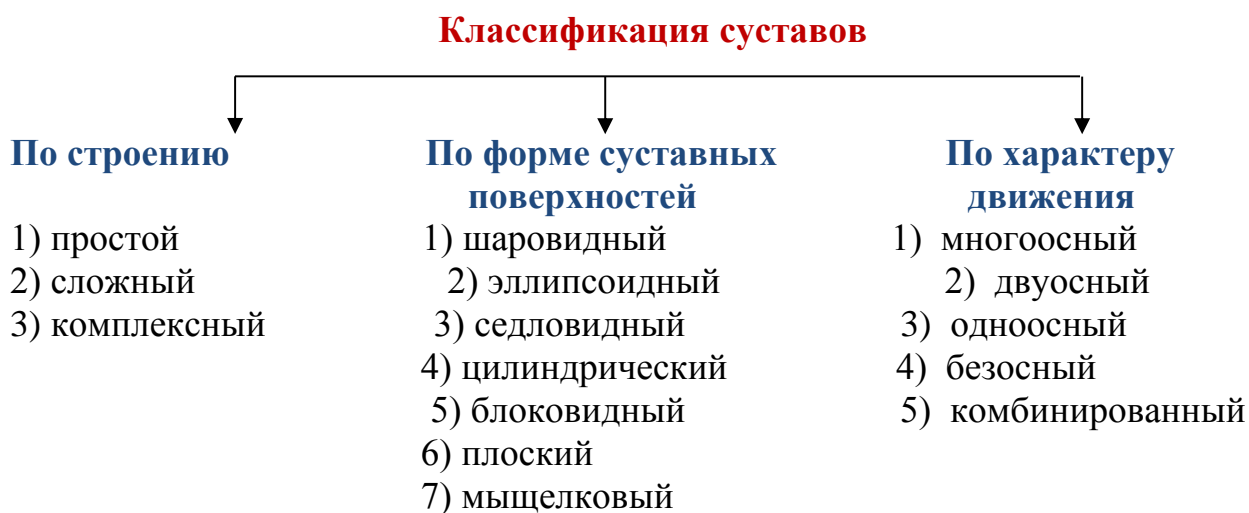 Классификация суставов
По строению
1) простой
2) сложный
3) комплексный
По форме суставных
поверхностей
1) шаровидный
2) эллипсоидный
3) седловидный
4) цилиндрический
5) блоковидный
6) плоский
7) мыщелковый
По характеру
движения
1) многоосный
2) двуосный
3) одноосный
4) безосный
5) комбинированный